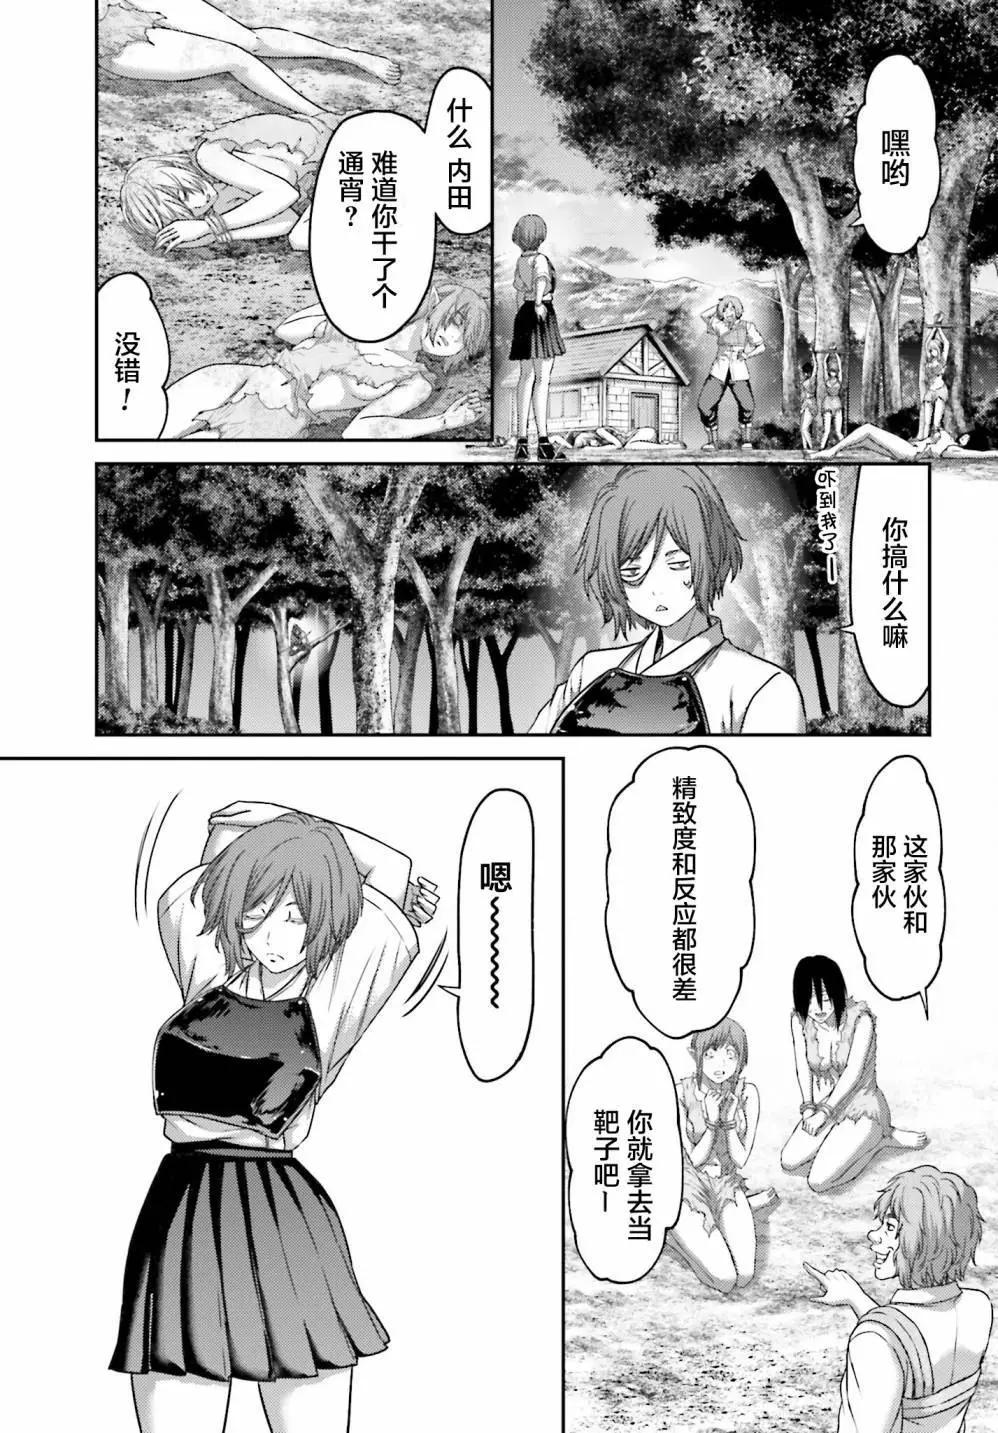 嘿哟
什么 内田
难道你干了个
通宵？
没错！
你搞什么嘛
吓到我了ー
这家伙和
那家伙
精致度和反应都很差
你就拿去当
靶子吧ー
嗯～～～～～